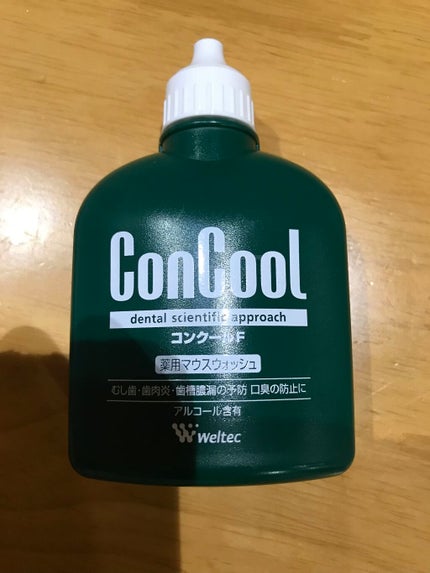 ConCool
dental scientific approach
コンクールF
薬用マウスウォッシュ
むし歯・歯肉炎・歯槽膿漏の予防 口臭の防止に
アルコール含有
Weltec